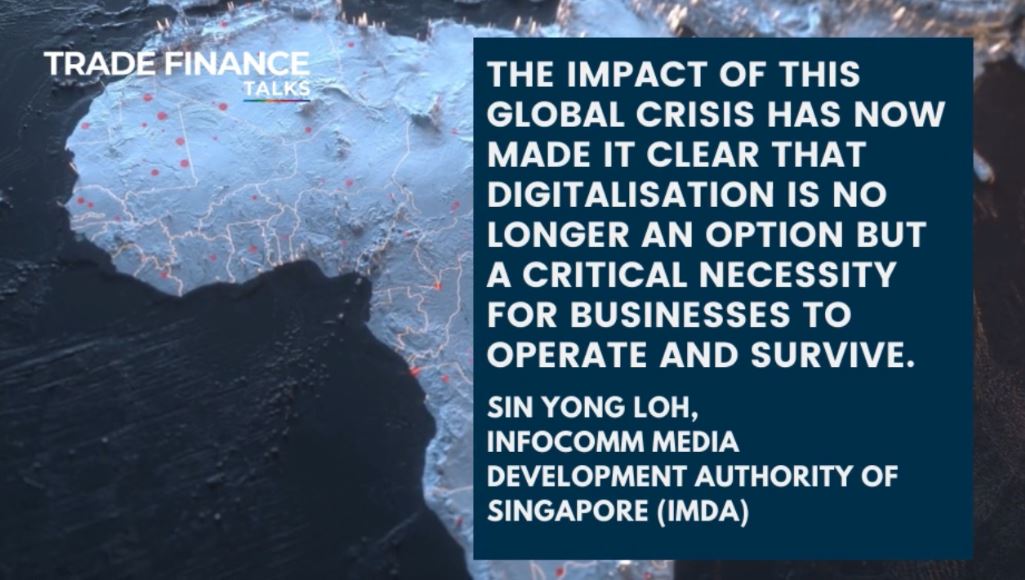 TRADE FINANCE
TALKS
THE IMPACT OF THIS
GLOBAL CRISIS HAS NOW
MADE IT CLEAR THAT
DIGITALISATION IS NO
LONGER AN OPTION BUT
A CRITICAL NECESSITY
FOR BUSINESSES TO
OPERATE AND SURVIVE.
SIN YONG LOH,
INFOCOMM MEDIA
DEVELOPMENT AUTHORITY OF
SINGAPORE (IMDA)